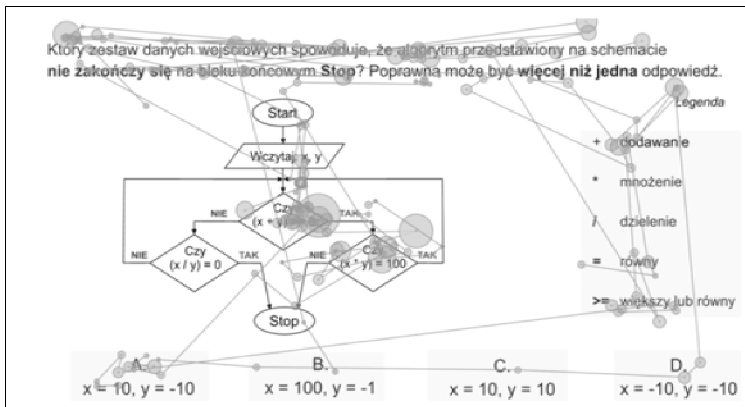 Który zestaw danych wejściowych spowoduje, że algorytm przedstawiony na schemacie
nie zakończy się na bloku końcowym Stop? Poprawna może być więcej niż jedna odpowiedź.
Legenda
Start
+ dodawanie
Wczytaj x, y
* mnożenie
NIE
Czy
(x + y)
TAK
/ dzielenie
NIE
Czy
(x / y) = 0
TAK
(x * y) = 100
TAK
= równy
>= większy lub równy
Stop
A.
x = 10, y = -10
B.
x = 100, y = -1
C.
x = 10, y = 10
D.
x = -10, y = -10